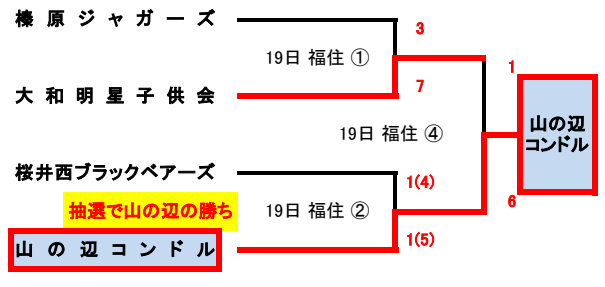 榛原ジャガーズ
3
19日 福住 ①
7
大和明星子供会
1
山の辺
コンドル
19日 福住 ④
桜井西ブラックベアーズ
1(4)
6
抽選で山の辺の勝ち
19日 福住 ②
1(5)
山の辺コンドル